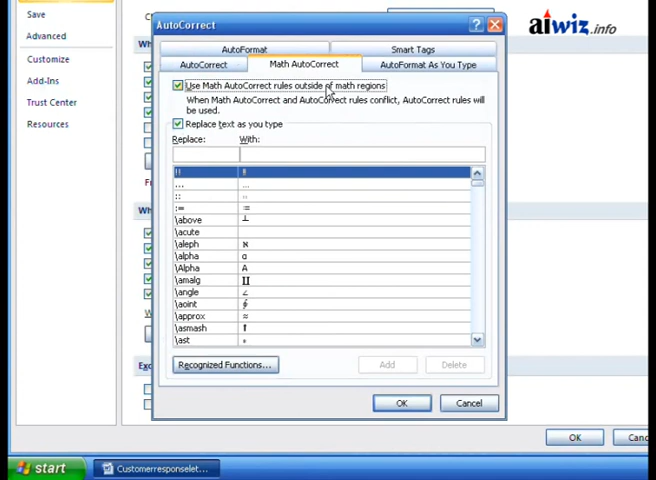 AutoCorrect
aiwiz.info
Save
Advanced
Customize
Add-Ins
Trust Center
Resources
AutoFormat
Smart Tags
AutoCorrect
Math AutoCorrect
AutoFormat As You Type
Use Math AutoCorrect rules outside of math regions
When Math AutoCorrect and AutoCorrect rules conflict, AutoCorrect rules will
be used.
Replace text as you type
Replace:
With:
!! ‼
... …
:: ∷
:= ≔
\above ┴
\acute
\aleph ℵ
\alpha α
\Alpha Α
\amalg ∐
\angle ∠
\aoint ∳
\approx ≈
\asmash ⬆
\ast
Recognized Functions...
Add
Delete
OK
Cancel
OK
start
Customerresponselet...